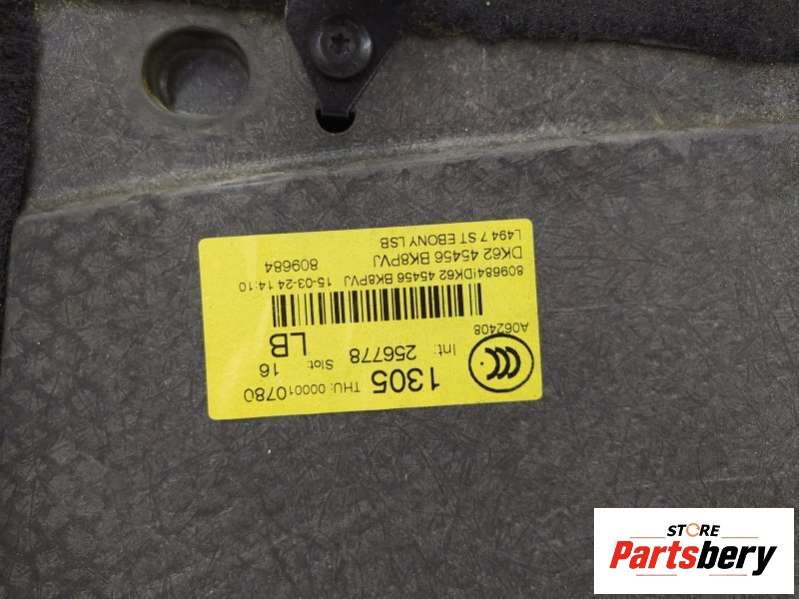 1305 THU: 000010780
Int: 256778 Slot: 16
A062408 LB
809684IDK62 45456 BK8PVJ 15-03-24 14:10
DK62 45456 BK8PVJ 809684
L494 7 ST EBONY LSB
STORE
Partsbery